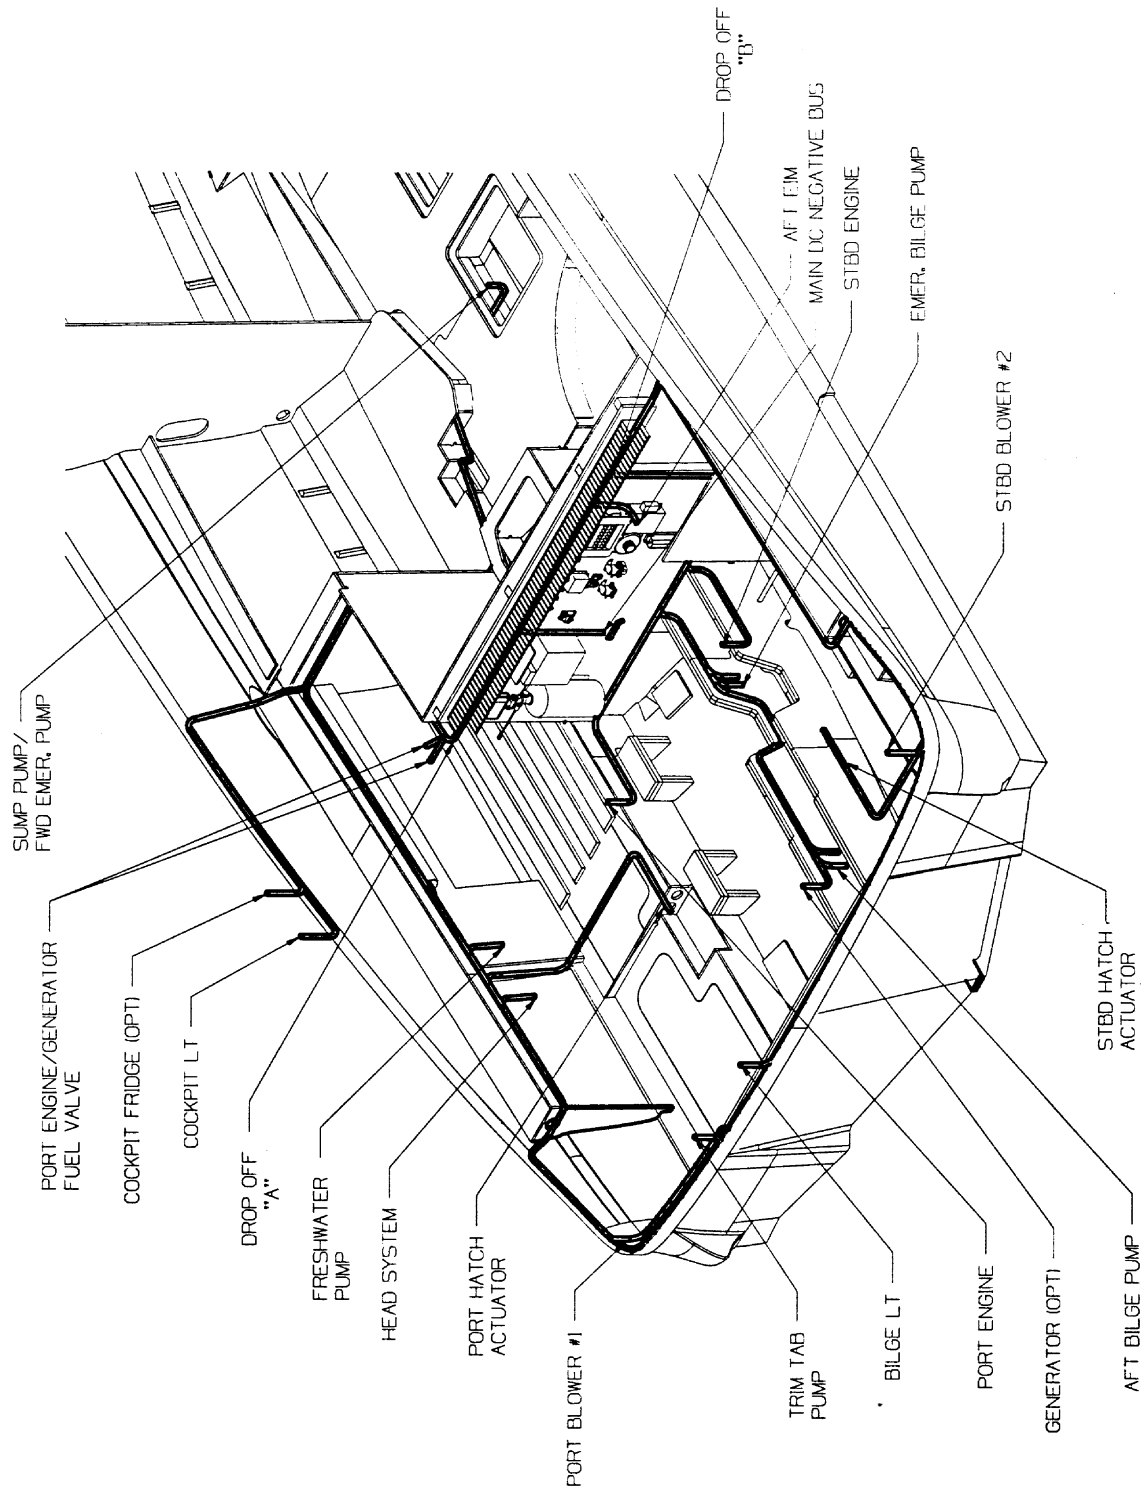 SUMP PUMP/
FWD EMER. PUMP
PORT ENGINE/GENERATOR
FUEL VALVE
COCKPIT FRIDGE (OPT)
COCKPIT LT
DROP OFF
"A"
FRESHWATER
PUMP
HEAD SYSTEM
PORT HATCH
ACTUATOR
PORT BLOWER #1
TRIM TAB
PUMP
BILGE LT
PORT ENGINE
GENERATOR (OPT)
AFT BILGE PUMP
STBD HATCH
ACTUATOR
STBD BLOWER #2
EMER. BILGE PUMP
STBD ENGINE
MAIN DC NEGATIVE BUS
AFT
DROP OFF
"B"